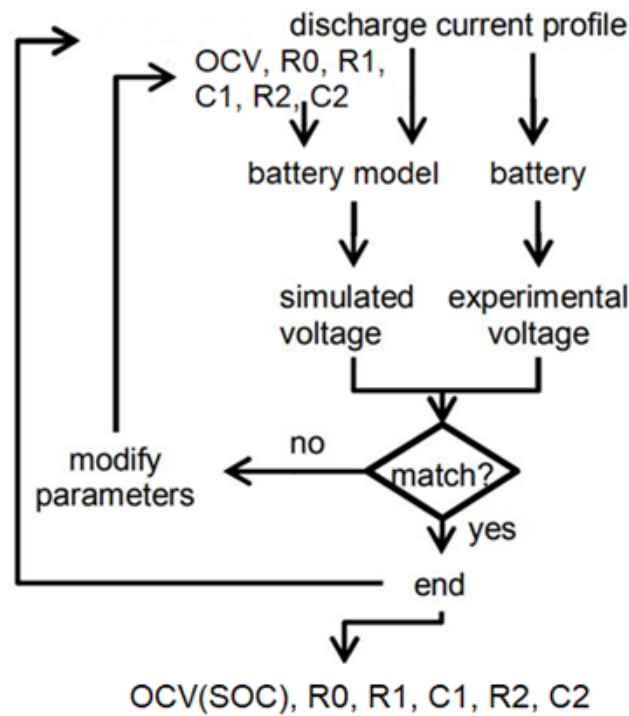 discharge current profile
OCV, R0, R1,
C1, R2, C2
battery model
battery
simulated
voltage
experimental
voltage
no
match?
modify
parameters
yes
end
OCV(SOC), R0, R1, C1, R2, C2